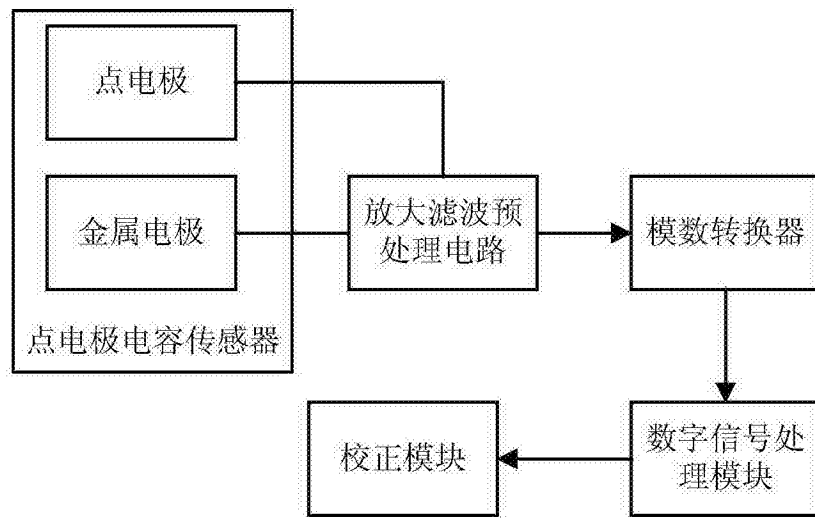 点电极
金属电极
点电极电容传感器
放大滤波预
处理电路
模数转换器
数字信号处
理模块
校正模块